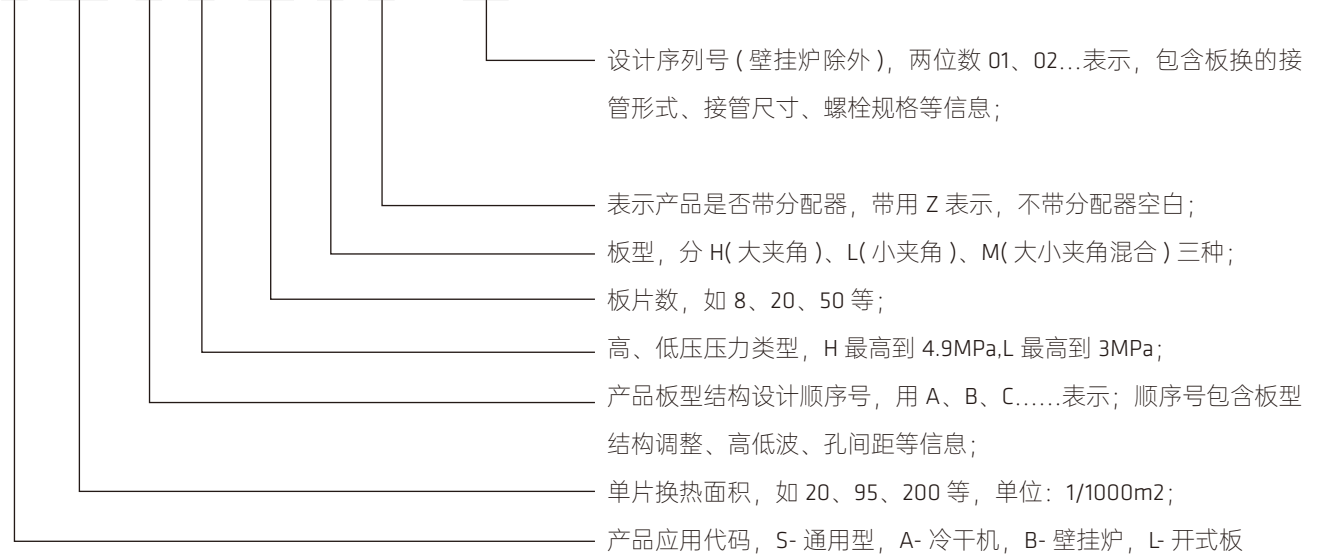 设计序列号 ( 壁挂炉除外 ), 两位数 01、02...表示, 包含板换的接
管形式、接管尺寸、螺栓规格等信息;
表示产品是否带分配器, 带用 Z 表示, 不带分配器空白;
板型, 分 H( 大夹角 )、L( 小夹角 )、M( 大小夹角混合 ) 三种;
板片数, 如 8、20、50 等;
高、低压压力类型, H 最高到 4.9MPa,L 最高到 3MPa;
产品板型结构设计顺序号, 用 A、B、C......表示; 顺序号包含板型
结构调整、高低波、孔间距等信息;
单片换热面积, 如 20、95、200 等, 单位: 1/1000m2;
产品应用代码, S- 通用型, A- 冷干机, B- 壁挂炉, L- 开式板